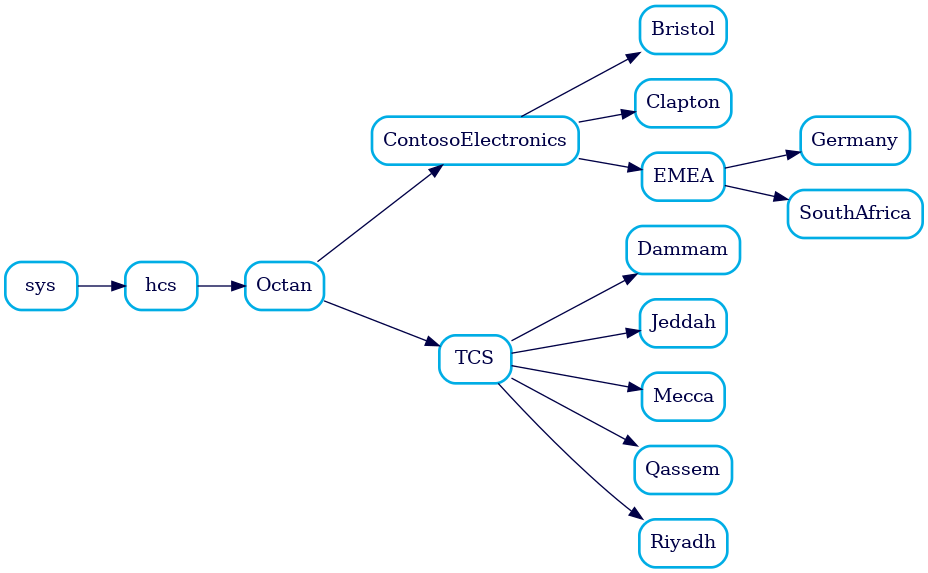 sys
hcs
Octan
ContosoElectronics
Bristol
Clapton
EMEA
Germany
SouthAfrica
TCS
Dammam
Jeddah
Mecca
Qassem
Riyadh